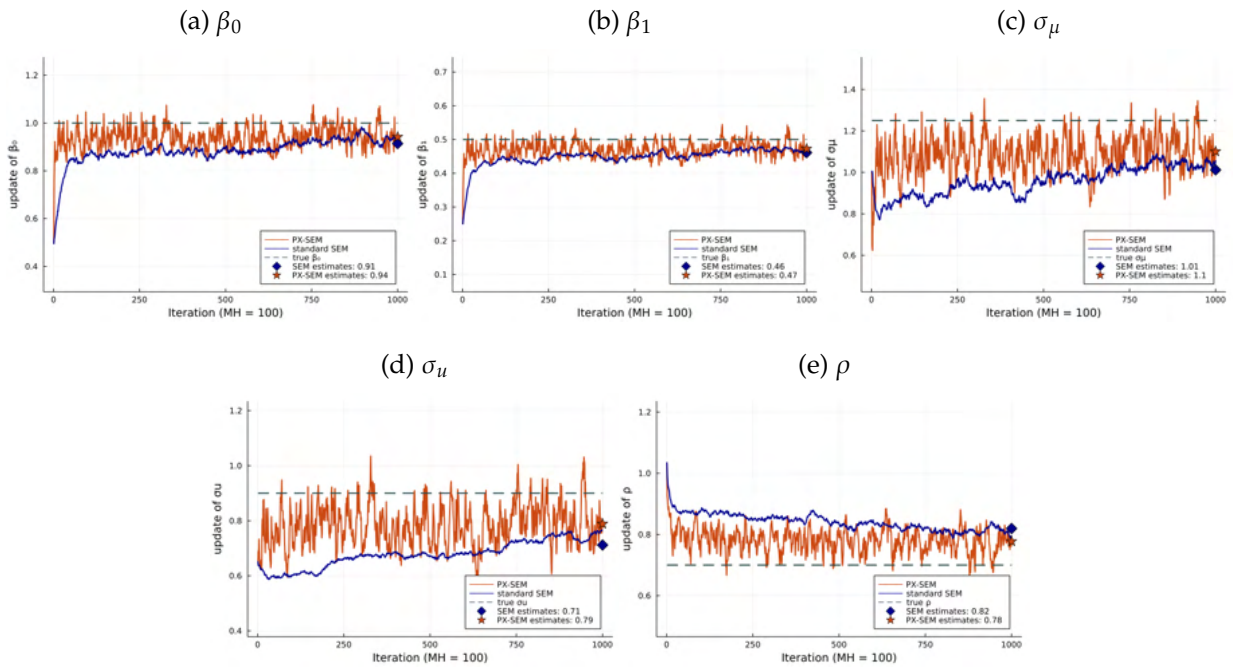 (a) β₀
1.2
1.0
0.8
0.6
0.4
update of β₀
0
250
500
750
1000
Iteration (MH = 100)
PX-SEM
standard SEM
true β₀
SEM estimates: 0.91
PX-SEM estimates: 0.94
(b) β₁
0.7
0.6
0.5
0.4
0.3
0.2
0.1
update of β₁
0
250
500
750
1000
Iteration (MH = 100)
PX-SEM
standard SEM
true β₁
SEM estimates: 0.46
PX-SEM estimates: 0.47
(c) σμ
1.4
1.2
1.0
0.8
0.6
update of σμ
0
250
500
750
1000
Iteration (MH = 100)
PX-SEM
standard SEM
true σμ
SEM estimates: 1.01
PX-SEM estimates: 1.1
(d) σu
1.2
1.0
0.8
0.6
0.4
update of σu
0
250
500
750
1000
Iteration (MH = 100)
PX-SEM
standard SEM
true σu
SEM estimates: 0.71
PX-SEM estimates: 0.79
(e) ρ
1.2
1.0
0.8
0.6
update of ρ
0
250
500
750
1000
Iteration (MH = 100)
PX-SEM
standard SEM
true ρ
SEM estimates: 0.82
PX-SEM estimates: 0.78